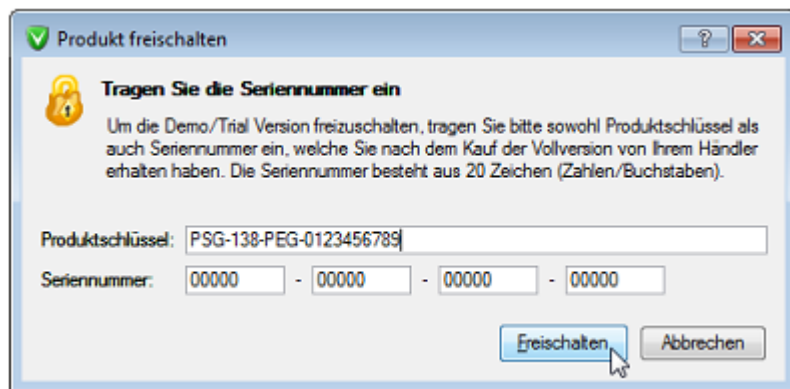 Produkt freischalten
Tragen Sie die Seriennummer ein
Um die Demo/Trial Version freizuschalten, tragen Sie bitte sowohl Produktschlüssel als
auch Seriennummer ein, welche Sie nach dem Kauf der Vollversion von Ihrem Händler
erhalten haben. Die Seriennummer besteht aus 20 Zeichen (Zahlen/Buchstaben).
Produktschlüssel: PSG-138-PEG-0123456789
Seriennummer: 00000 - 00000 - 00000 - 00000
Freischalten Abbrechen